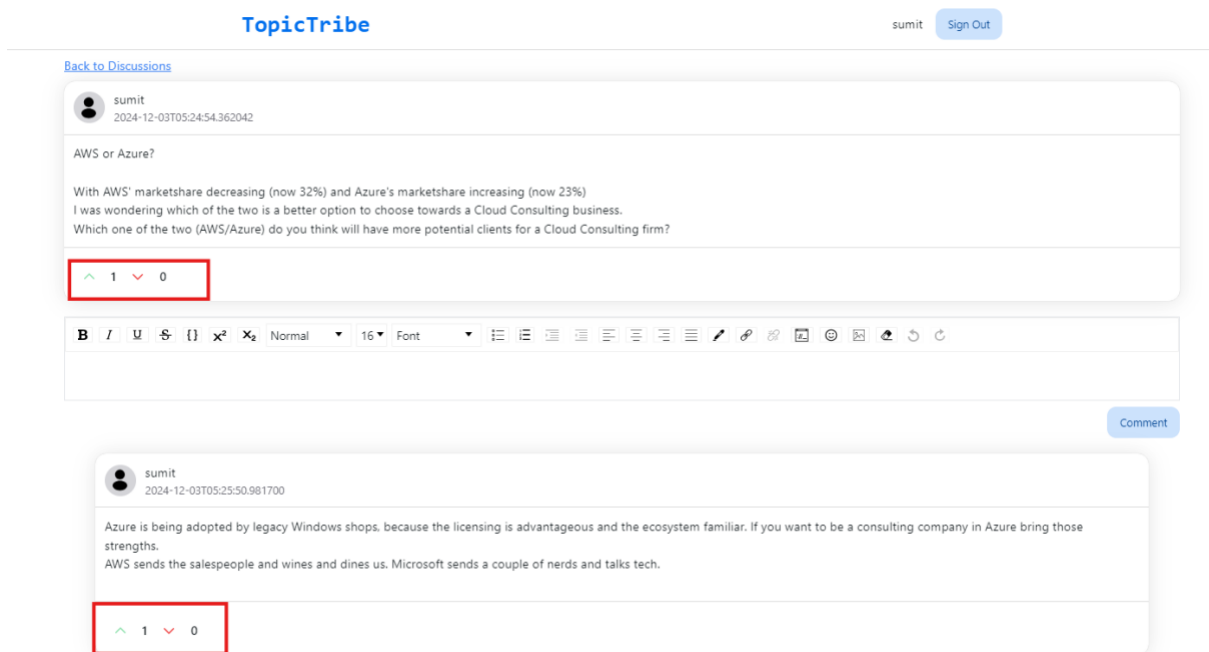 TopicTribe
sumit Sign Out
Back to Discussions
sumit
2024-12-03T05:24:54.362042
AWS or Azure?
With AWS' marketshare decreasing (now 32%) and Azure's marketshare increasing (now 23%)
I was wondering which of the two is a better option to choose towards a Cloud Consulting business.
Which one of the two (AWS/Azure) do you think will have more potential clients for a Cloud Consulting firm?
1 0
B I U S {} x² X₂ Normal 16 Font
Comment
sumit
2024-12-03T05:25:50.981700
Azure is being adopted by legacy Windows shops, because the licensing is advantageous and the ecosystem familiar. If you want to be a consulting company in Azure bring those
strengths.
AWS sends the salespeople and wines and dines us. Microsoft sends a couple of nerds and talks tech.
1 0